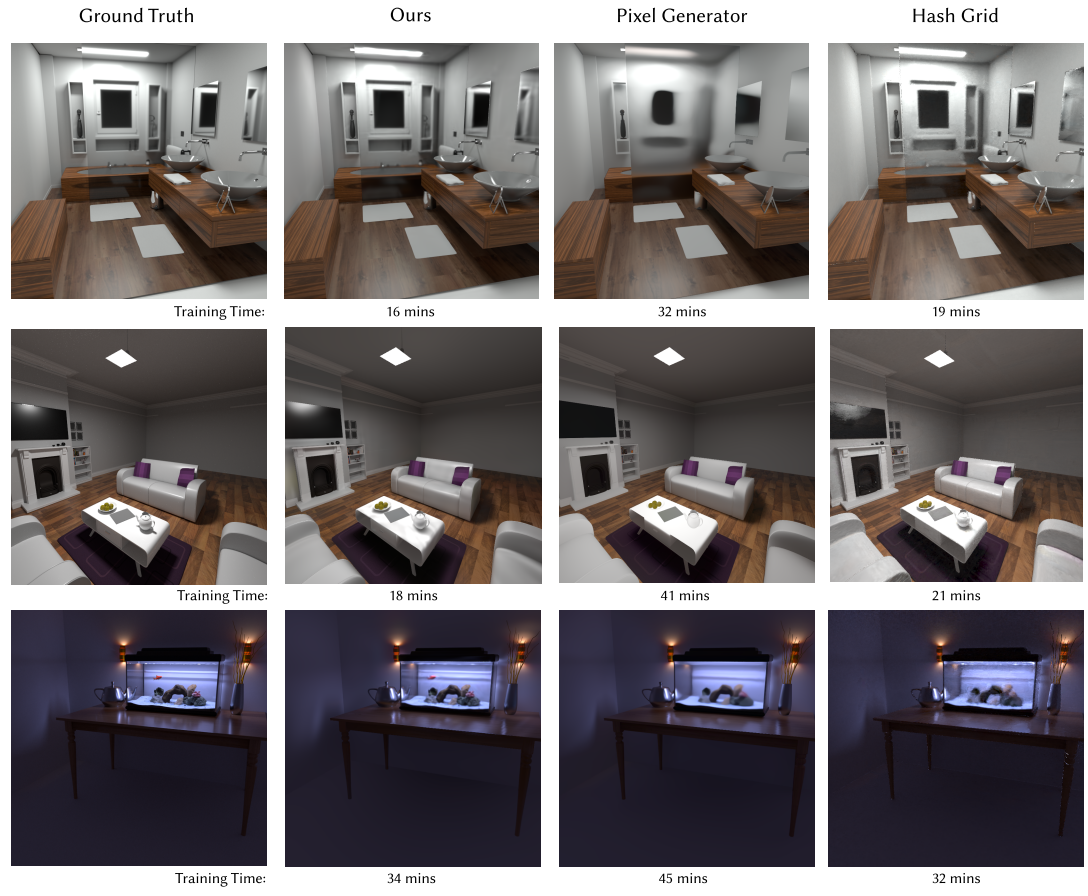 Ground Truth Ours Pixel Generator Hash Grid
Training Time: 16 mins 32 mins 19 mins
Training Time: 18 mins 41 mins 21 mins
Training Time: 34 mins 45 mins 32 mins